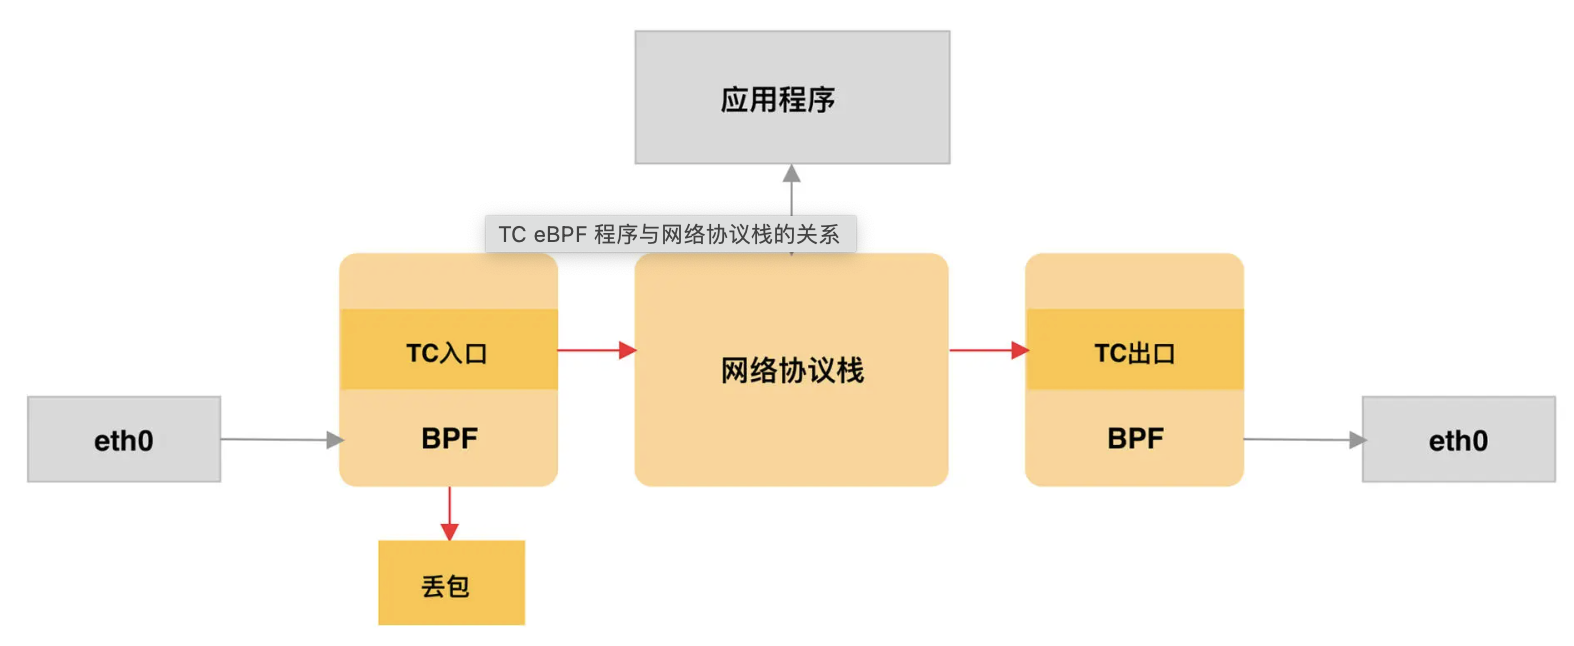 应用程序
TC eBPF 程序与网络协议栈的关系
TC入口
网络协议栈
TC出口
eth0
BPF
BPF
eth0
丢包